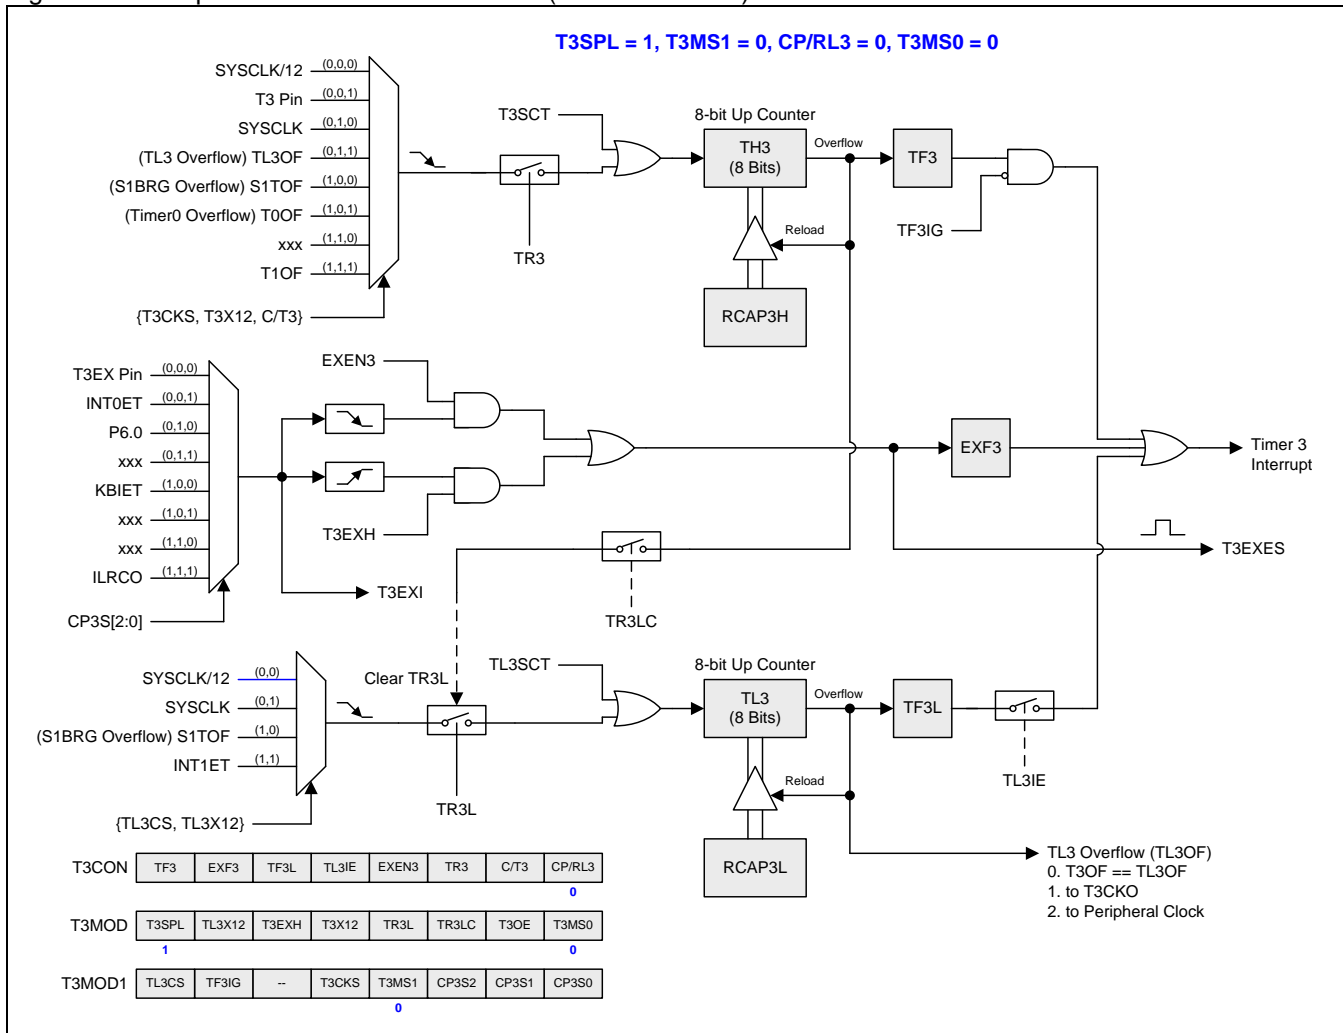 T3SPL = 1, T3MS1 = 0, CP/RL3 = 0, T3MS0 = 0
SYSCLK/12 (0,0,0)
T3 Pin (0,0,1)
SYSCLK (0,1,0)
(TL3 Overflow) TL3OF (0,1,1)
(S1BRG Overflow) S1TOF (1,0,0)
(Timer0 Overflow) T0OF (1,0,1)
xxx (1,1,0)
T1OF (1,1,1)
{T3CKS, T3X12, C/T3}
TR3
T3SCT
8-bit Up Counter
TH3
(8 Bits)
Overflow
Reload
RCAP3H
TF3
TF3IG
T3EX Pin (0,0,0)
INT0ET (0,0,1)
P6.0 (0,1,0)
xxx (0,1,1)
KBIET (1,0,0)
xxx (1,0,1)
xxx (1,1,0)
ILRCO (1,1,1)
CP3S[2:0]
EXEN3
T3EXH
T3EXI
EXF3
Timer 3
Interrupt
T3EXES
TR3LC
SYSCLK/12 (0,0)
SYSCLK (0,1)
(S1BRG Overflow) S1TOF (1,0)
INT1ET (1,1)
{TL3CS, TL3X12}
Clear TR3L
TR3L
TL3SCT
8-bit Up Counter
TL3
(8 Bits)
Overflow
Reload
RCAP3L
TF3L
TL3IE
TL3 Overflow (TL3OF)
0. T3OF == TL3OF
1. to T3CKO
2. to Peripheral Clock
T3CON TF3 EXF3 TF3L TL3IE EXEN3 TR3 C/T3 CP/RL3
0
T3MOD T3SPL TL3X12 T3EXH T3X12 TR3L TR3LC T3OE T3MS0
1 0
T3MOD1 TL3CS TF3IG -- T3CKS T3MS1 CP3S2 CP3S1 CP3S0
0